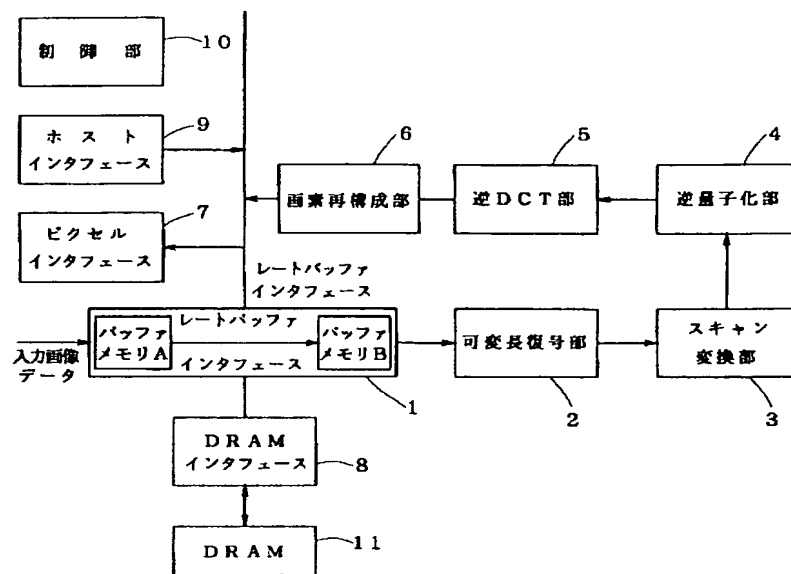 制御部
10
ホスト
インタフェース
9
6
5
4
画素再構成部
逆DCT部
逆量子化部
ピクセル
インタフェース
7
レートバッファ
インタフェース
レートバッファ
バッファ
メモリA
バッファ
メモリB
インタフェース
入力画像
データ
1
可変長復号部
2
スキャン
変換部
3
DRAM
インタフェース
8
DRAM
11